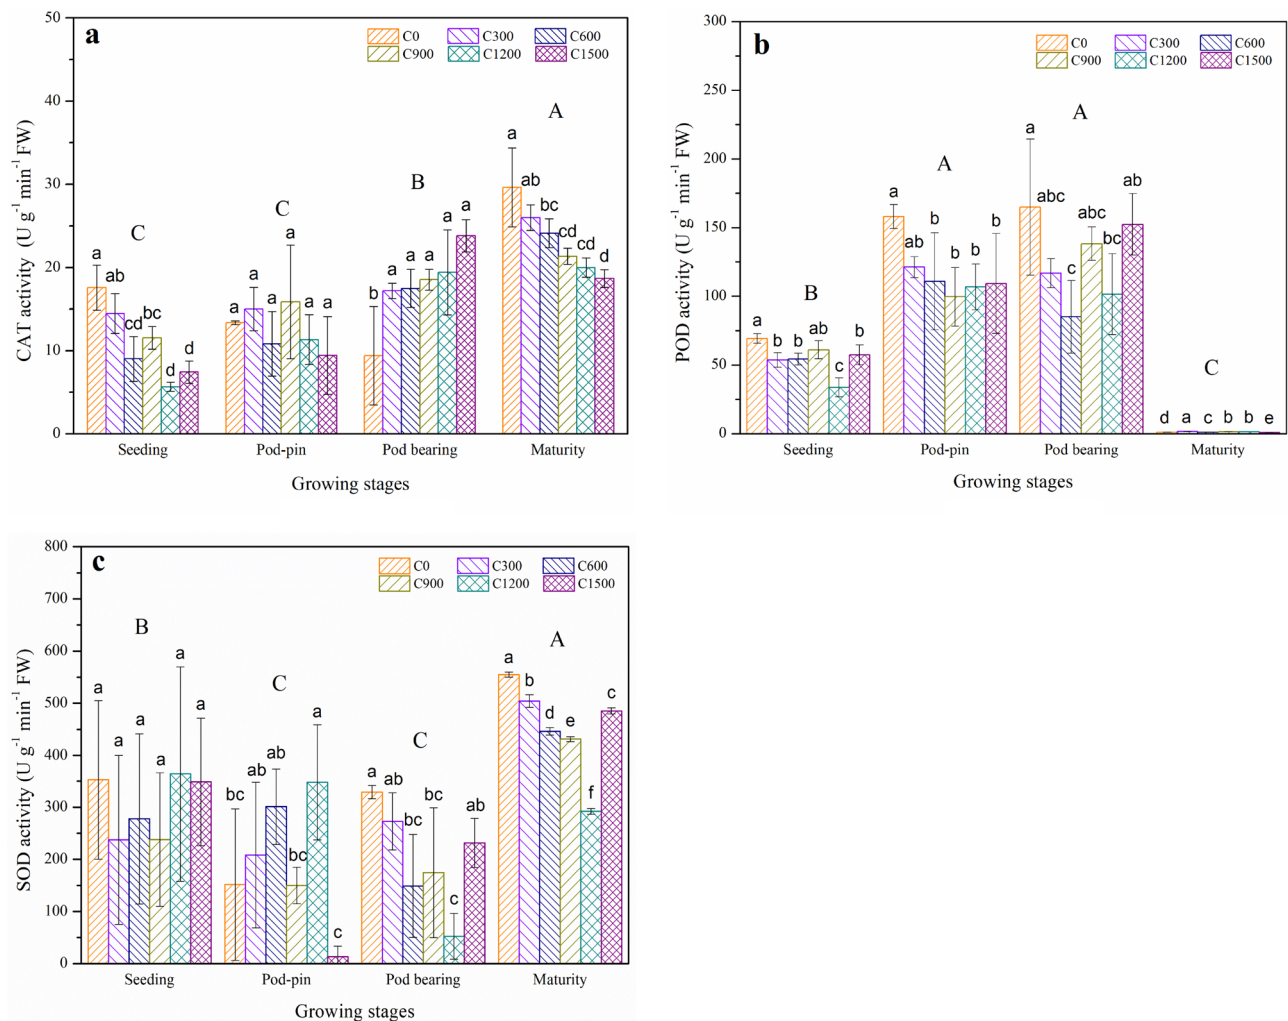 a
C0 C300 C600
C900 C1200 C1500
CAT activity (U g⁻¹ min⁻¹ FW)
50
40
30
20
10
0
C C B A
a ab cd bc d d
a a a a a a
b a a a a a
a ab bc cd cd d
Seeding Pod-pin Pod bearing Maturity
Growing stages
b
C0 C300 C600
C900 C1200 C1500
POD activity (U g⁻¹ min⁻¹ FW)
300
250
200
150
100
50
0
B A A C
a b b ab c b
a ab b b b b
a abc c abc bc ab
d a c b b e
Seeding Pod-pin Pod bearing Maturity
Growing stages
c
C0 C300 C600
C900 C1200 C1500
SOD activity (U g⁻¹ min⁻¹ FW)
800
700
600
500
400
300
200
100
0
B C C A
a a a a a a
bc ab ab bc a c
a ab bc bc c ab
a b d e f c
Seeding Pod-pin Pod bearing Maturity
Growing stages